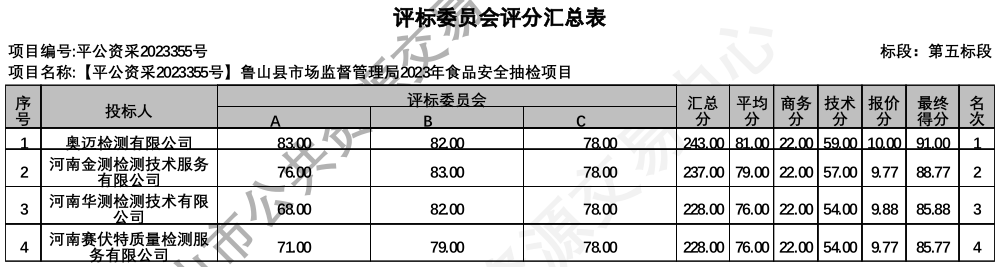 评标委员会评分汇总表
项目编号:平公资采2023355号 标段：第五标段
项目名称:【平公资采2023355号】鲁山县市场监督管理局2023年食品安全抽检项目
序号 投标人 评标委员会 汇总分 平均分 商务分 技术分 报价分 最终得分 名次
A B C
1 奥迈检测有限公司 83.00 82.00 78.00 243.00 81.00 22.00 59.00 10.00 91.00 1
2 河南金测检测技术服务有限公司 76.00 83.00 78.00 237.00 79.00 22.00 57.00 9.77 88.77 2
3 河南华测检测技术有限公司 68.00 82.00 78.00 228.00 76.00 22.00 54.00 9.88 85.88 3
4 河南赛伏特质量检测服务有限公司 71.00 79.00 78.00 228.00 76.00 22.00 54.00 9.77 85.77 4